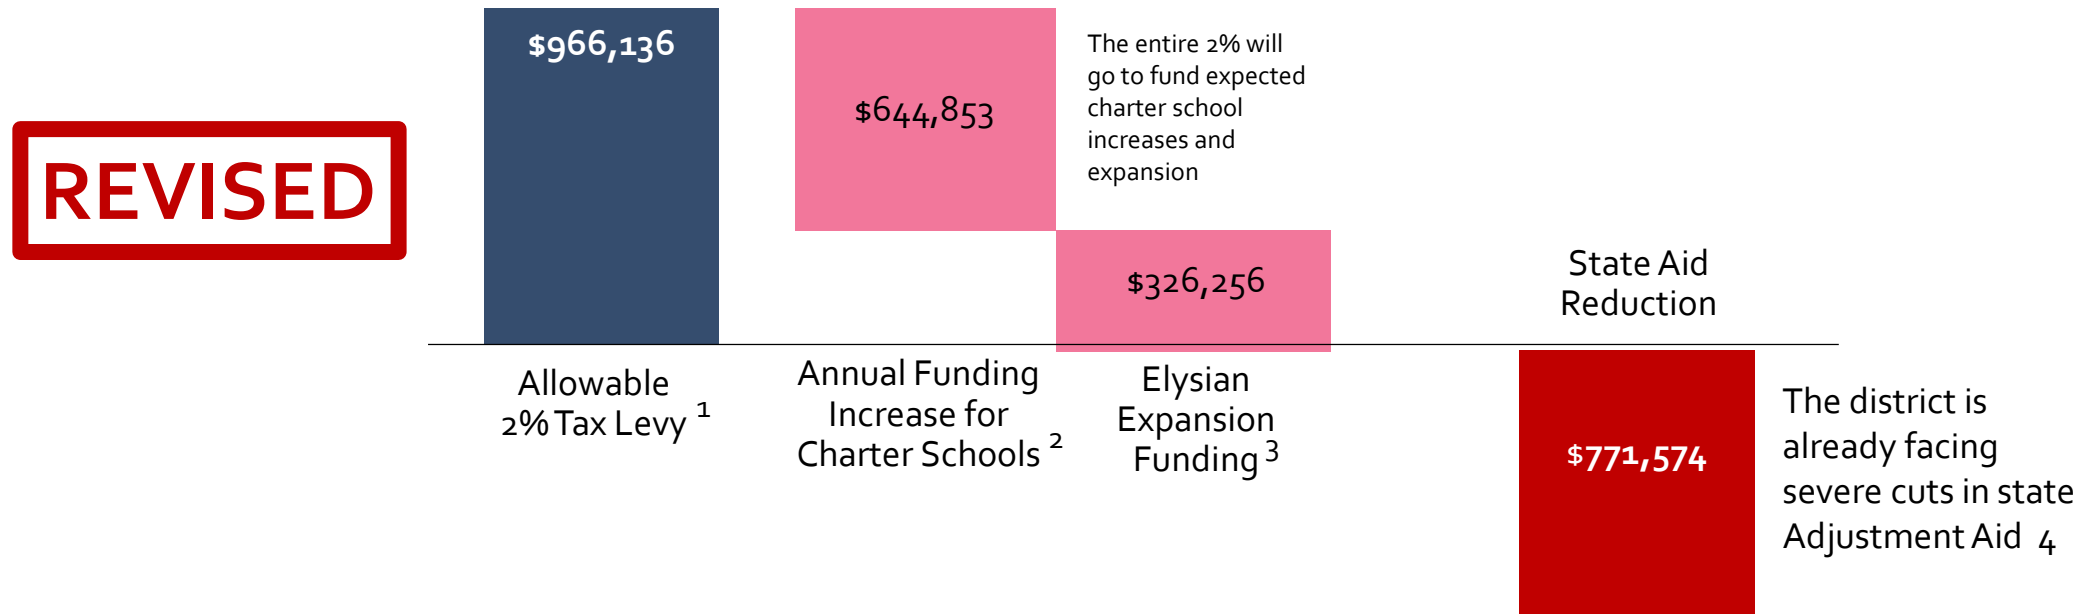 REVISED
$966,136
$644,853
The entire 2% will
go to fund expected
charter school
increases and
expansion
$326,256
State Aid
Reduction
Allowable
2% Tax Levy 1
Annual Funding
Increase for
Charter Schools 2
Elysian
Expansion
Funding 3
$771,574
The district is
already facing
severe cuts in state
Adjustment Aid 4